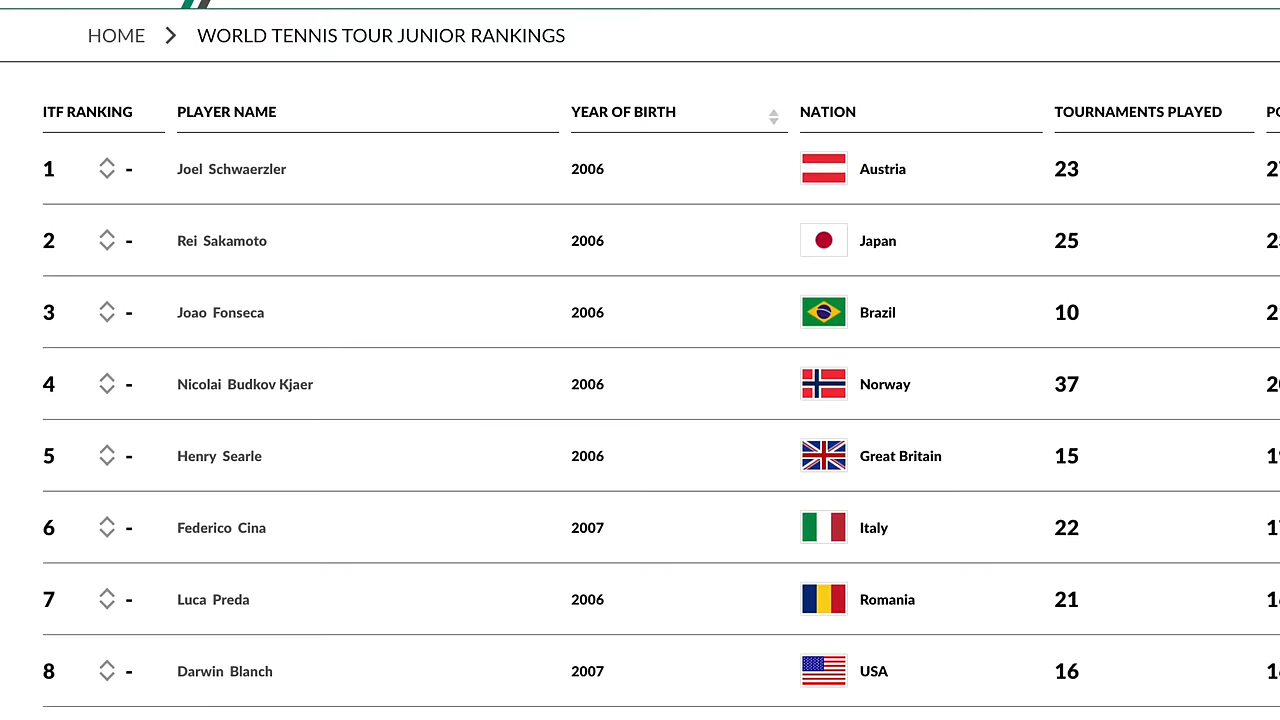 HOME > WORLD TENNIS TOUR JUNIOR RANKINGS
ITF RANKING PLAYER NAME YEAR OF BIRTH NATION TOURNAMENTS PLAYED
1 - Joel Schwaerzler 2006 Austria 23
2 - Rei Sakamoto 2006 Japan 25
3 - Joao Fonseca 2006 Brazil 10
4 - Nicolai Budkov Kjaer 2006 Norway 37
5 - Henry Searle 2006 Great Britain 15
6 - Federico Cina 2007 Italy 22
7 - Luca Preda 2006 Romania 21
8 - Darwin Blanch 2007 USA 16